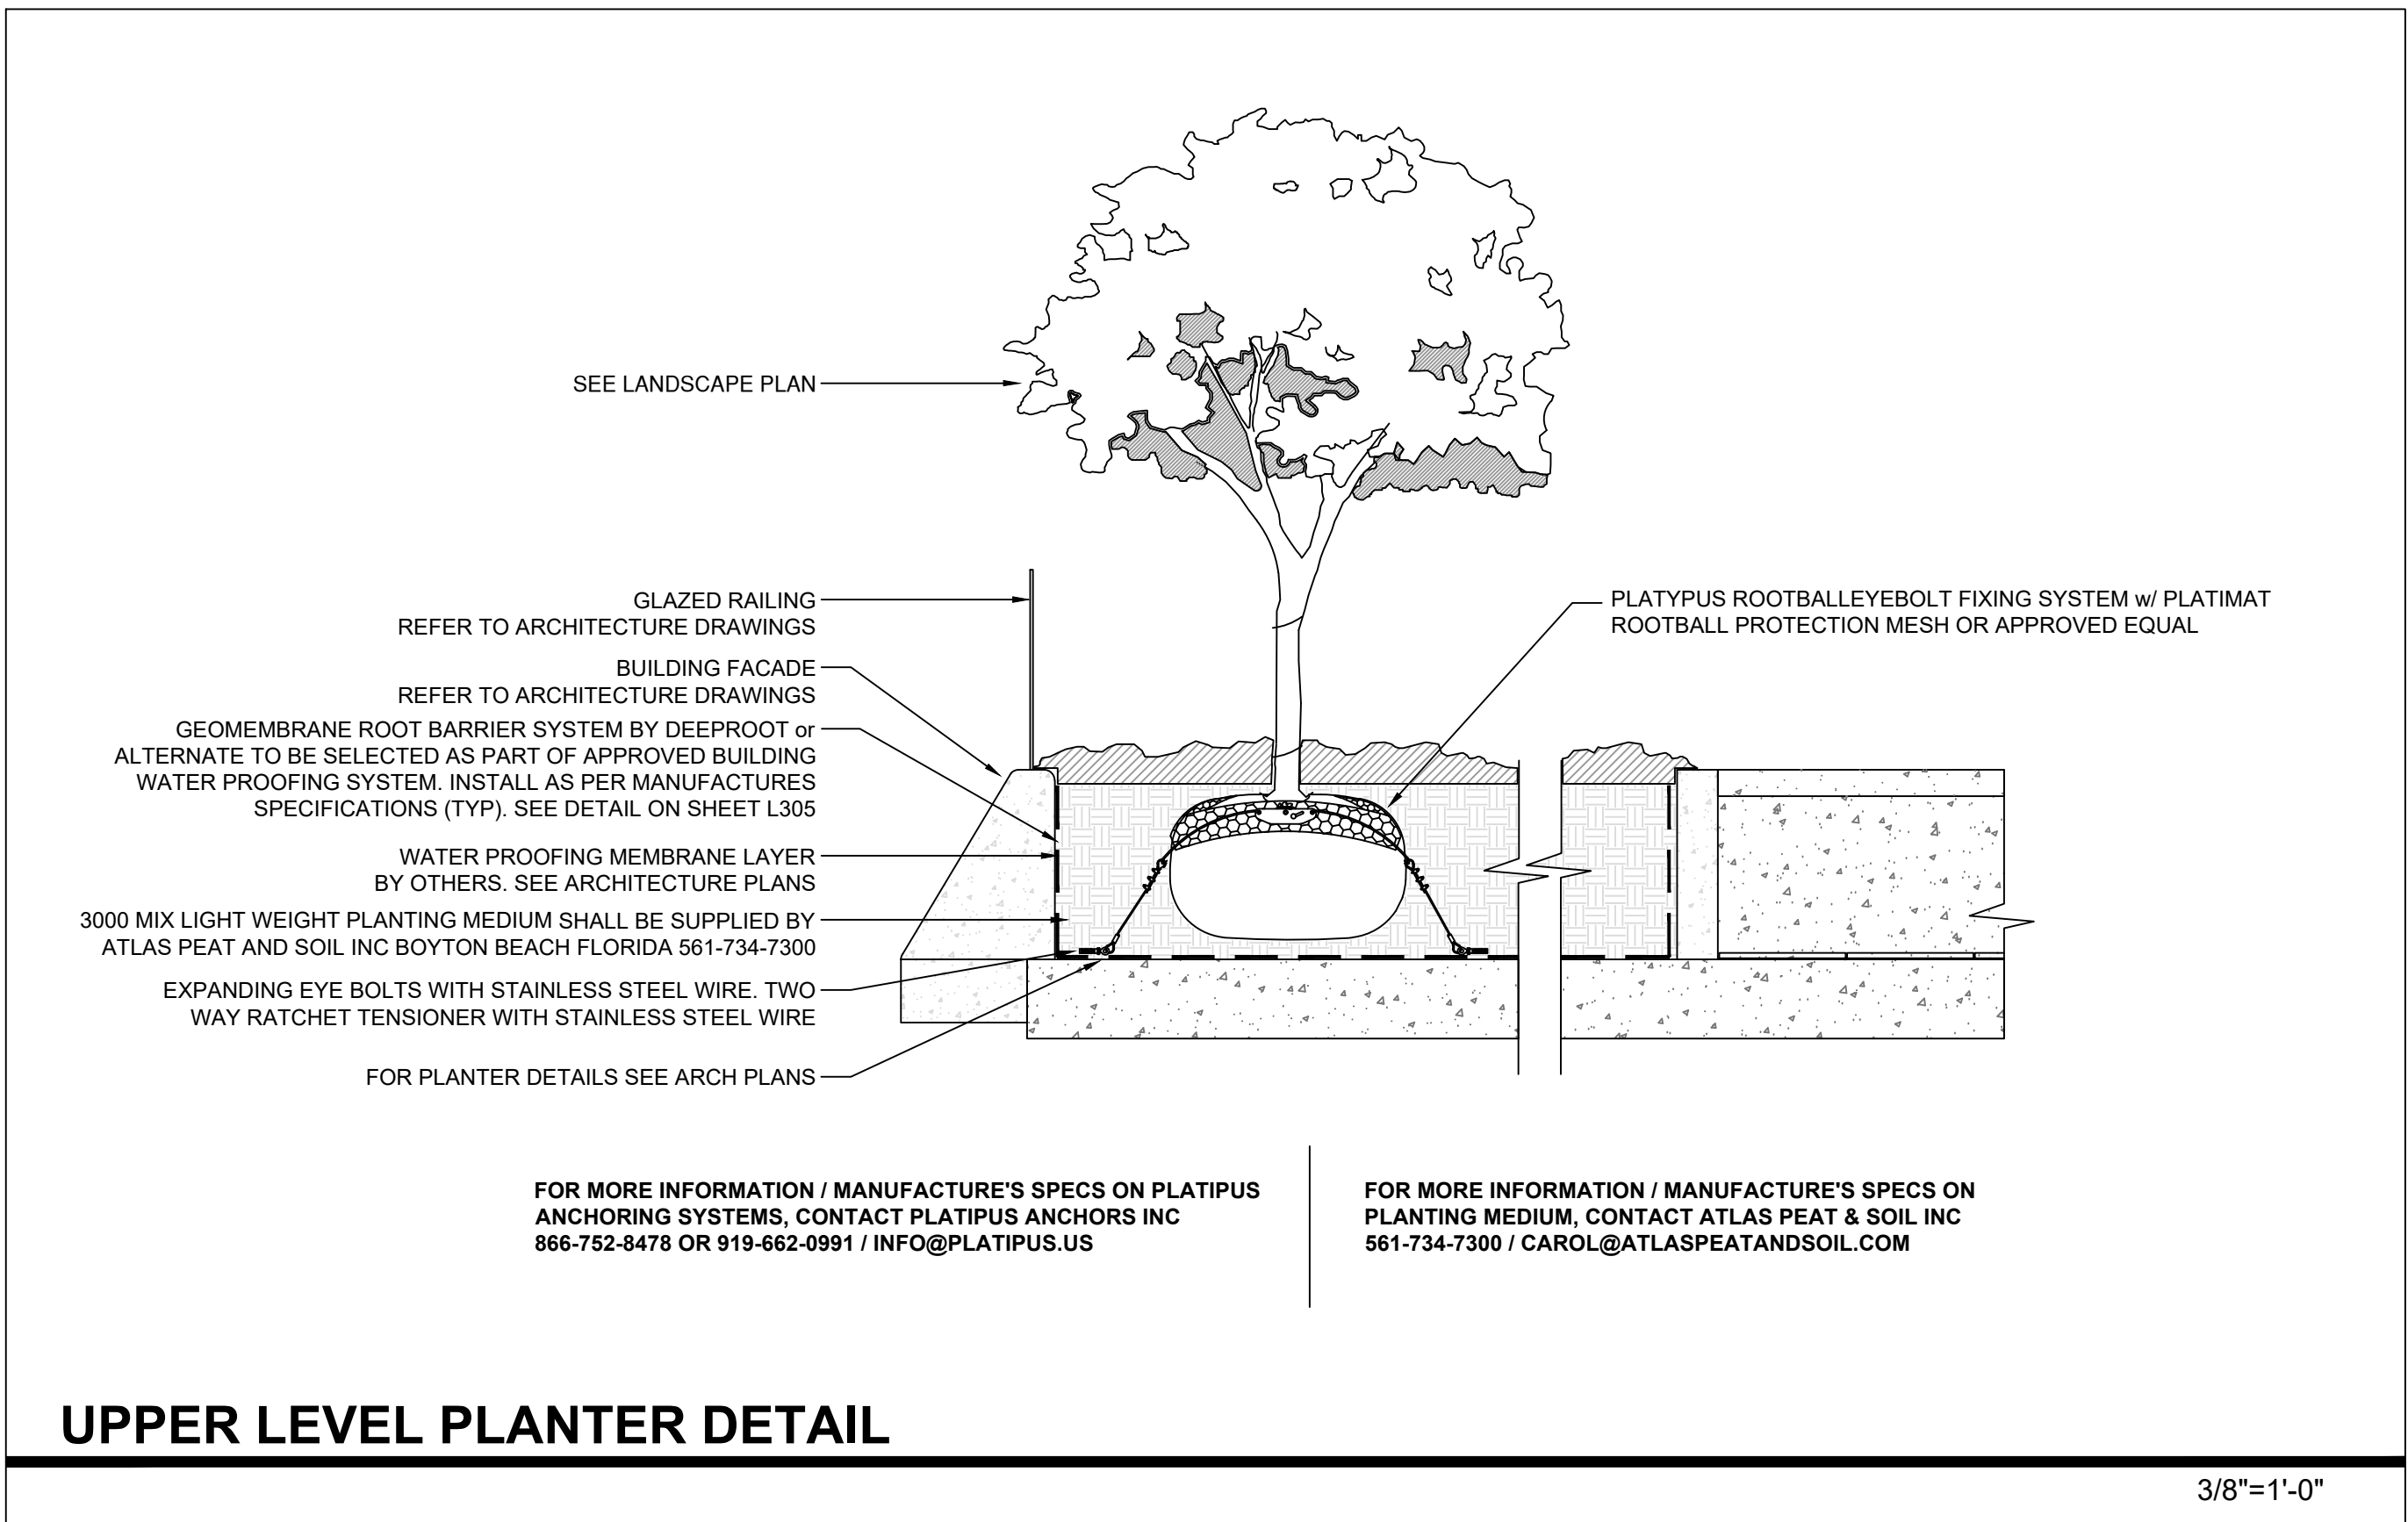 SEE LANDSCAPE PLAN
GLAZED RAILING
REFER TO ARCHITECTURE DRAWINGS
BUILDING FACADE
REFER TO ARCHITECTURE DRAWINGS
GEOMEMBRANE ROOT BARRIER SYSTEM BY DEEPROOT or
ALTERNATE TO BE SELECTED AS PART OF APPROVED BUILDING
WATER PROOFING SYSTEM. INSTALL AS PER MANUFACTURES
SPECIFICATIONS (TYP). SEE DETAIL ON SHEET L305
WATER PROOFING MEMBRANE LAYER
BY OTHERS. SEE ARCHITECTURE PLANS
3000 MIX LIGHT WEIGHT PLANTING MEDIUM SHALL BE SUPPLIED BY
ATLAS PEAT AND SOIL INC BOYTON BEACH FLORIDA 561-734-7300
EXPANDING EYE BOLTS WITH STAINLESS STEEL WIRE. TWO
WAY RATCHET TENSIONER WITH STAINLESS STEEL WIRE
FOR PLANTER DETAILS SEE ARCH PLANS
PLATYPUS ROOTBALLEYEBOLT FIXING SYSTEM w/ PLATIMAT
ROOTBALL PROTECTION MESH OR APPROVED EQUAL
FOR MORE INFORMATION / MANUFACTURE'S SPECS ON PLATIPUS
ANCHORING SYSTEMS, CONTACT PLATIPUS ANCHORS INC
866-752-8478 OR 919-662-0991 / INFO@PLATIPUS.US
FOR MORE INFORMATION / MANUFACTURE'S SPECS ON
PLANTING MEDIUM, CONTACT ATLAS PEAT & SOIL INC
561-734-7300 / CAROL@ATLASPEATANDSOIL.COM
UPPER LEVEL PLANTER DETAIL
3/8"=1'-0"